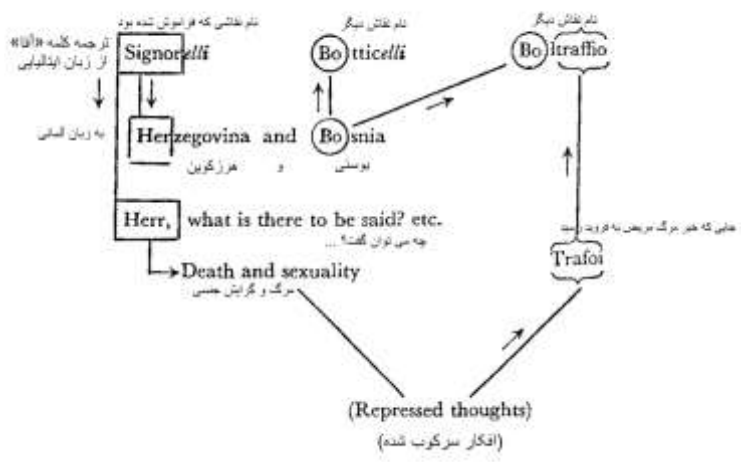 نام نقاشی که فراموش شده بود
نام نقاش دیگر
نام نقاش دیگر
ترجمه کلمه «آقا»
از زبان ایتالیایی
به زبان آلمانی
Signorelli
Botticelli
Boltraffio
Herzegovina and Bosnia
هرزگوین و بوسنی
Herr, what is there to be said? etc.
چه می توان گفت؟ ...
جایی که خبر مرگ مریض به فروید رسید
Trafoi
Death and sexuality
مرگ و گرایش جنسی
(Repressed thoughts)
(افکار سرکوب شده)